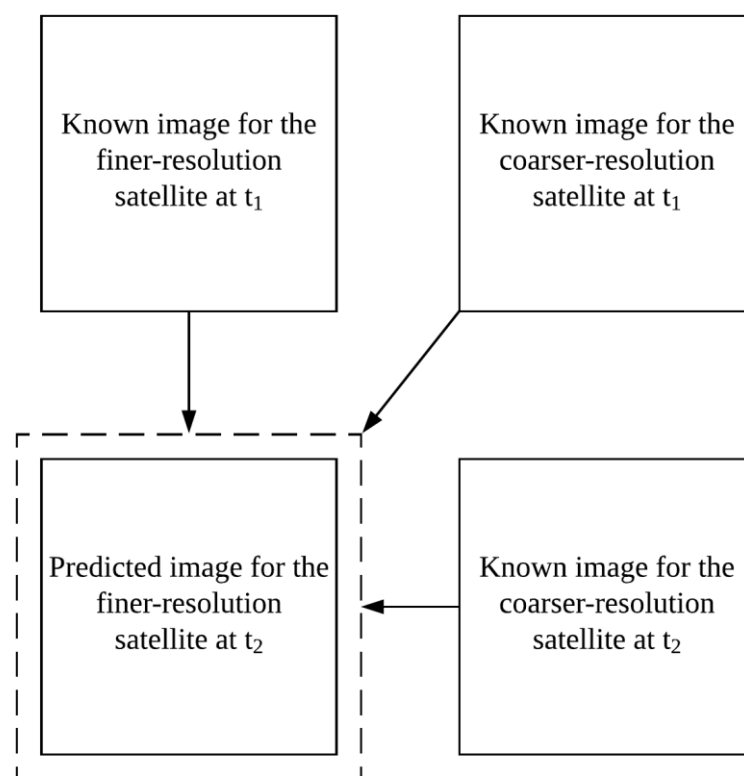 Known image for the
finer-resolution
satellite at t₁
Known image for the
coarser-resolution
satellite at t₁
Predicted image for the
finer-resolution
satellite at t₂
Known image for the
coarser-resolution
satellite at t₂